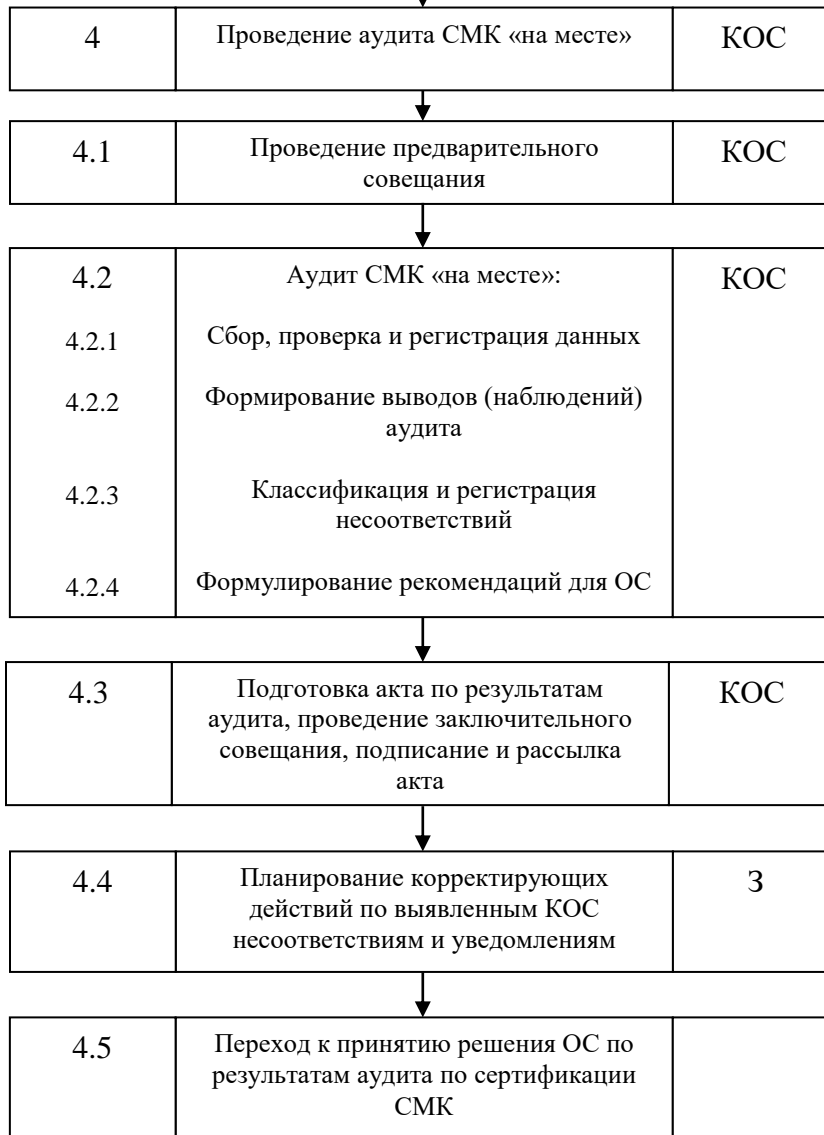 4 Проведение аудита СМК «на месте» КОС
4.1 Проведение предварительного КОС
совещания
4.2 Аудит СМК «на месте»: КОС
4.2.1 Сбор, проверка и регистрация данных
4.2.2 Формирование выводов (наблюдений)
аудита
4.2.3 Классификация и регистрация
несоответствий
4.2.4 Формулирование рекомендаций для ОС
4.3 Подготовка акта по результатам КОС
аудита, проведение заключительного
совещания, подписание и рассылка
акта
4.4 Планирование корректирующих З
действий по выявленным КОС
несоответствиям и уведомлениям
4.5 Переход к принятию решения ОС по
результатам аудита по сертификации
СМК